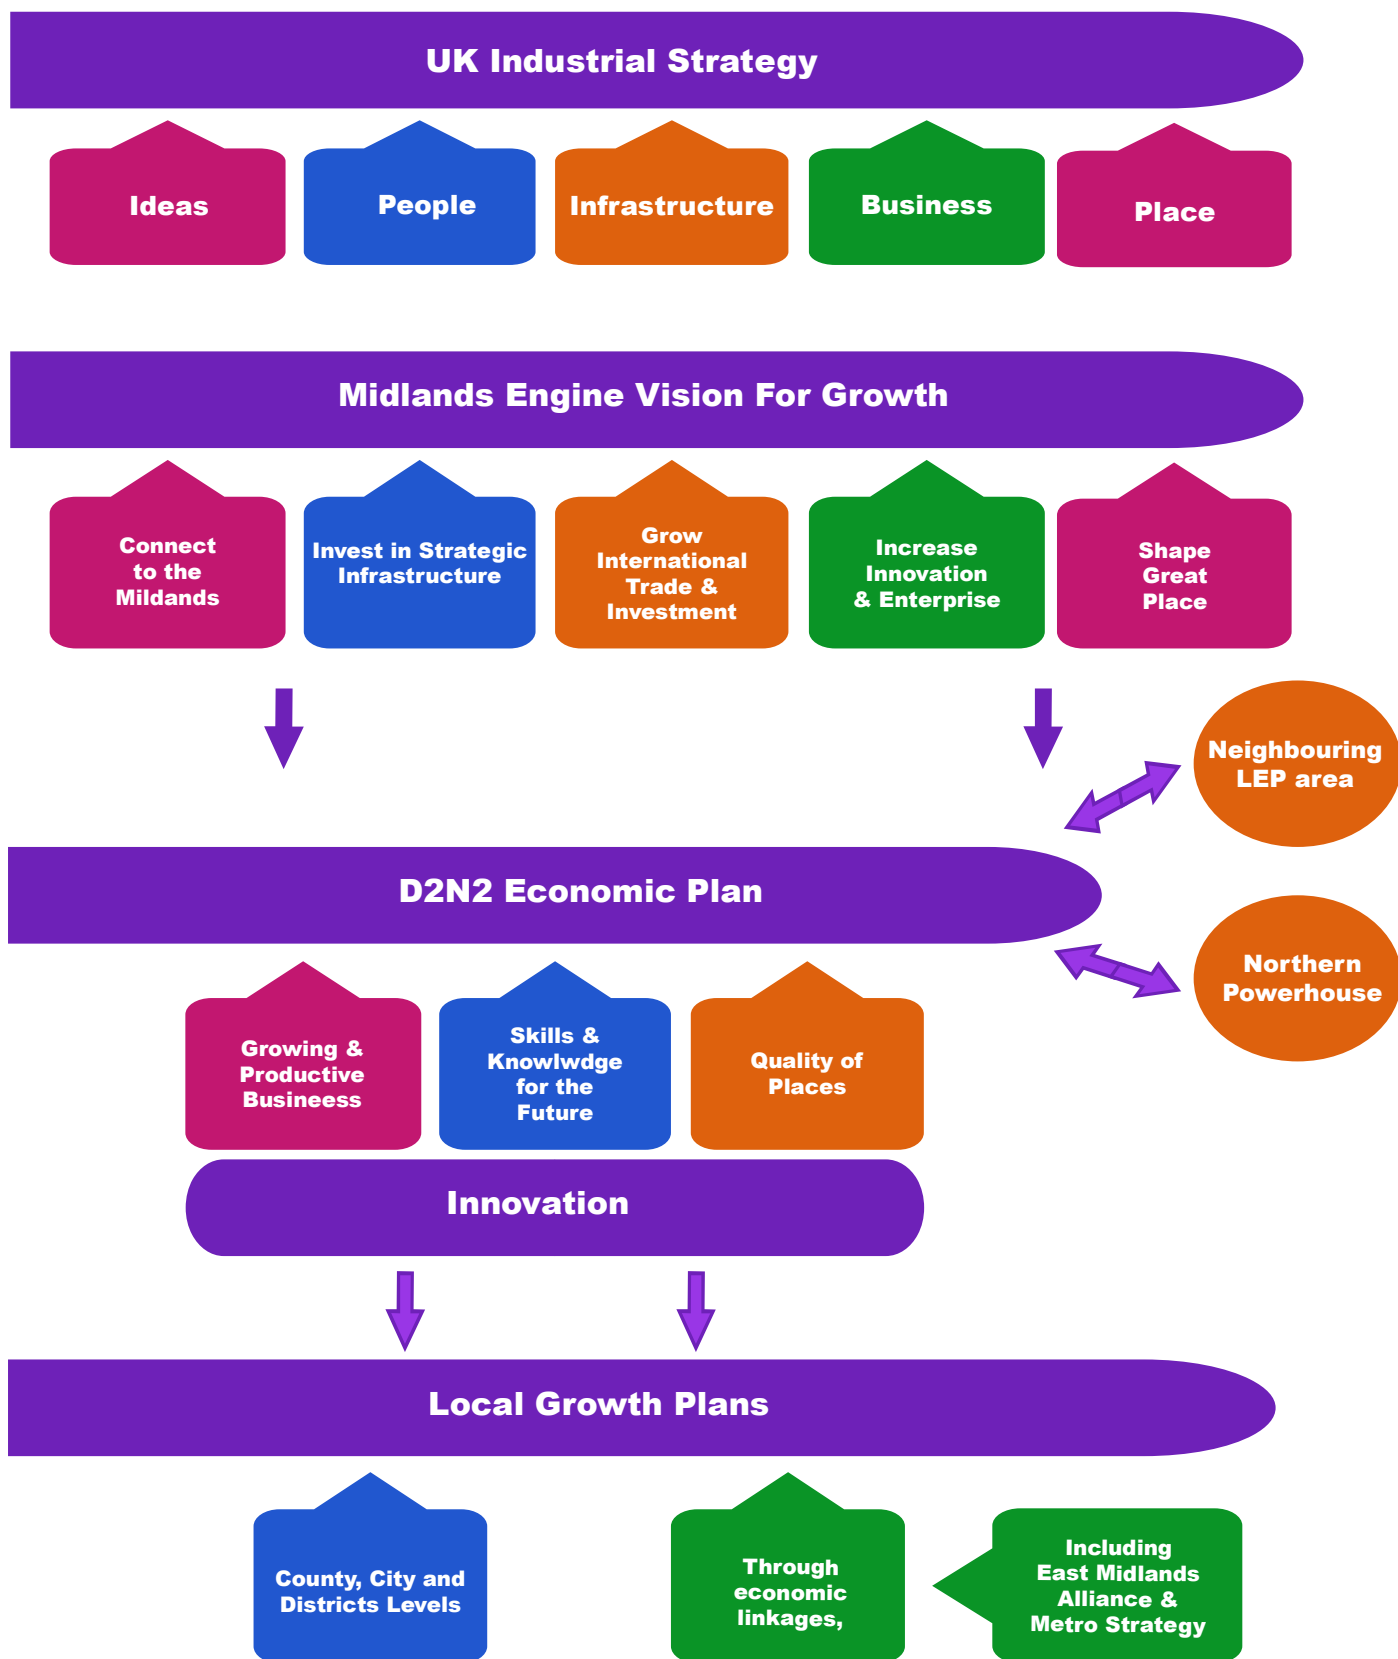 UK Industrial Strategy
Ideas
People
Infrastructure
Business
Place
Midlands Engine Vision For Growth
Connect
to the
Mildands
Invest in Strategic
Infrastructure
Grow
International
Trade &
Investment
Increase
Innovation
& Enterprise
Shape
Great
Place
Neighbouring
LEP area
D2N2 Economic Plan
Northern
Powerhouse
Growing &
Productive
Busineess
Skills &
Knowlwdge
for the
Future
Quality of
Places
Innovation
Local Growth Plans
County, City and
Districts Levels
Through
economic
linkages,
Including
East Midlands
Alliance &
Metro Strategy